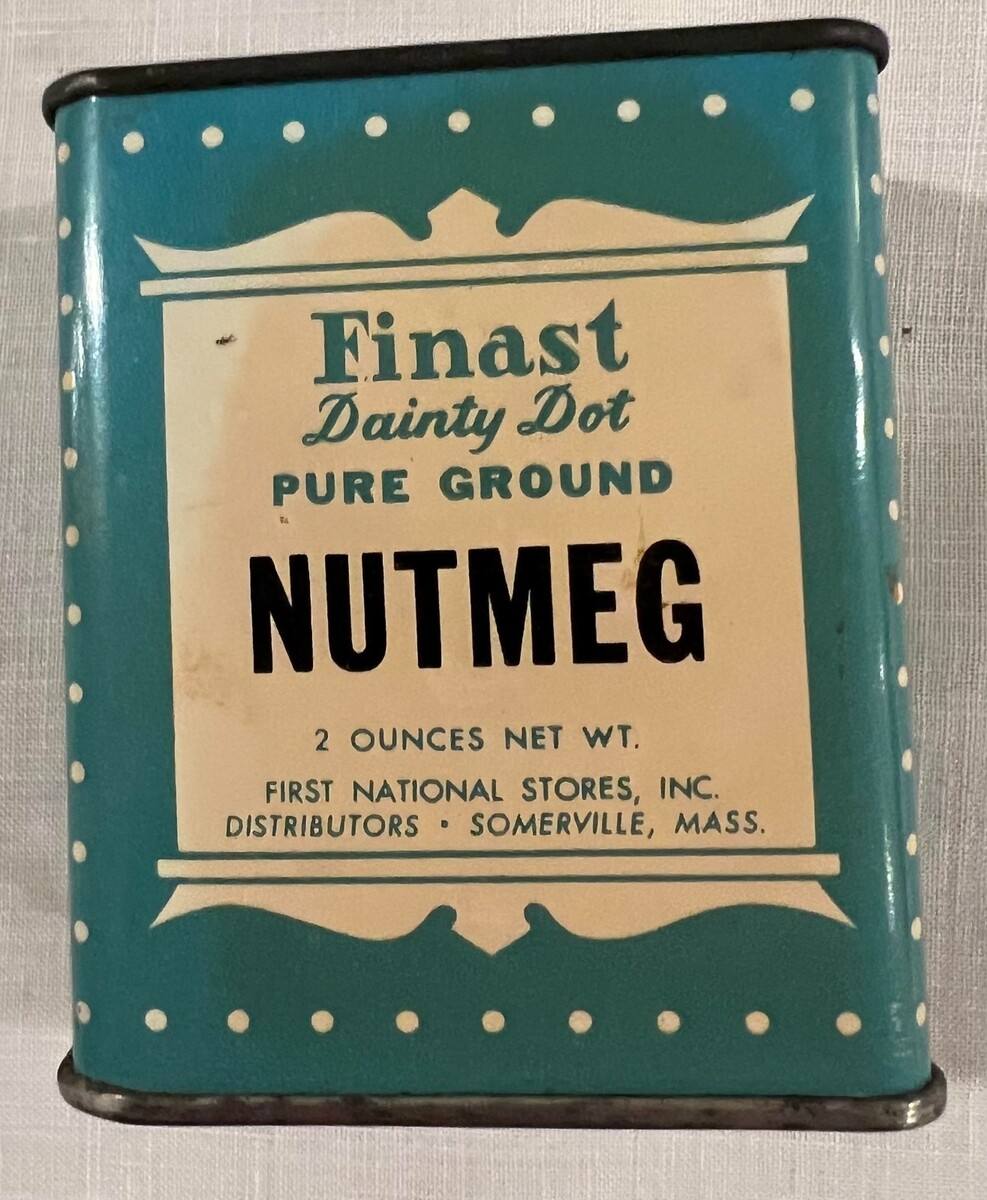 Finast
Dainty Dot
PURE GROUND
NUTMEG
2 OUNCES NET WT.
FIRST NATIONAL STORES, INC.
DISTRIBUTORS • SOMERVILLE, MASS.